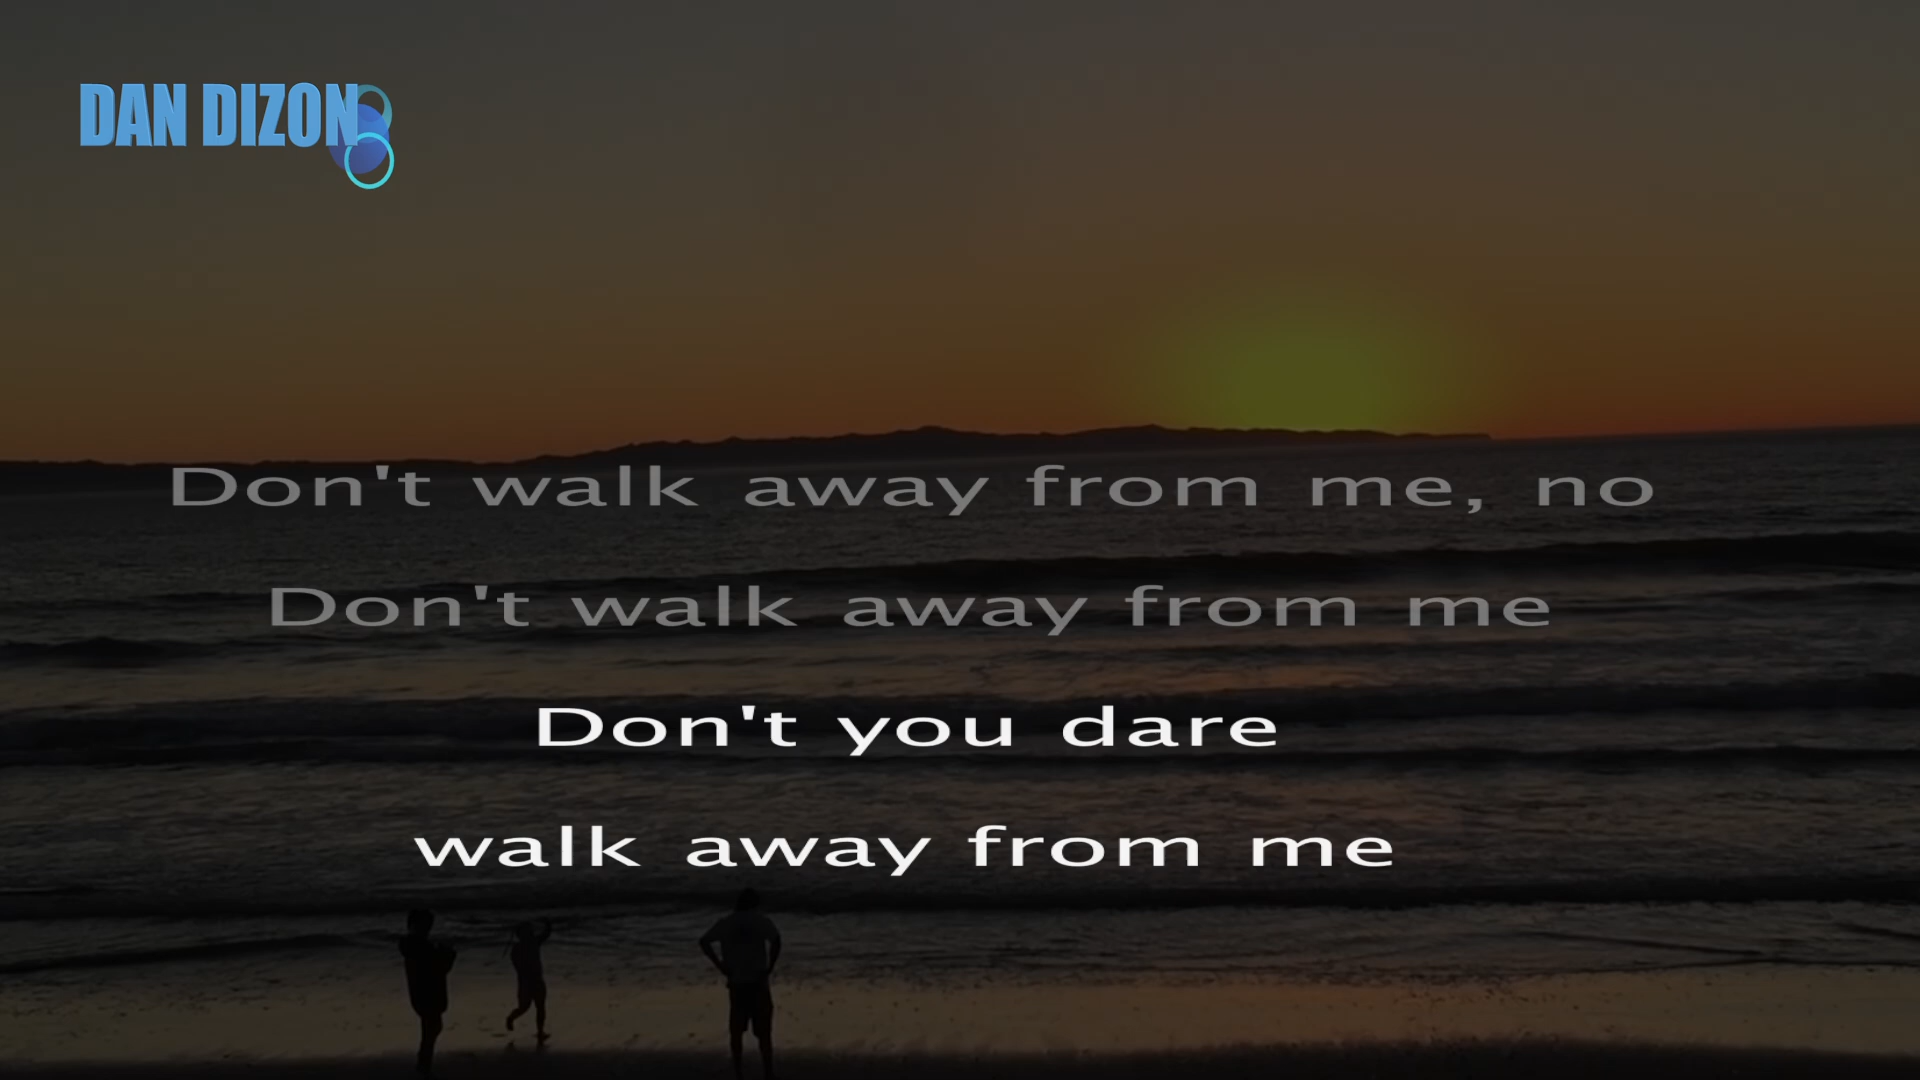 DAN DIZON
Don't walk away from me, no
Don't walk away from me
Don't you dare
walk away from me